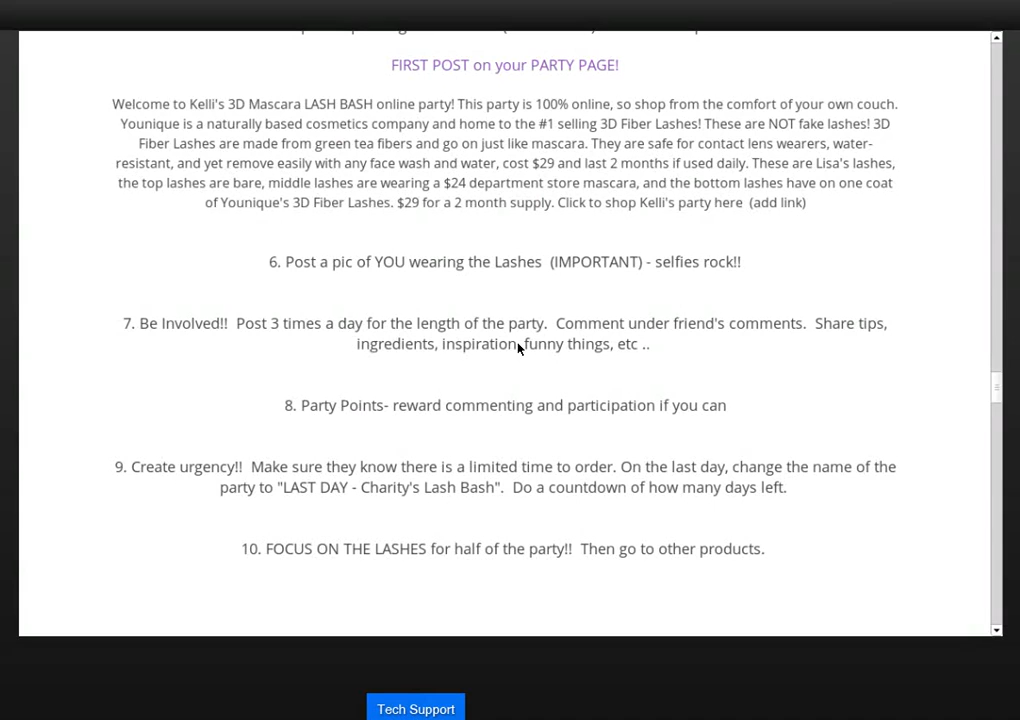 FIRST POST on your PARTY PAGE!
Welcome to Kelli's 3D Mascara LASH BASH online party! This party is 100% online, so shop from the comfort of your own couch.
Younique is a naturally based cosmetics company and home to the #1 selling 3D Fiber Lashes! These are NOT fake lashes! 3D
Fiber Lashes are made from green tea fibers and go on just like mascara. They are safe for contact lens wearers, water-
resistant, and yet remove easily with any face wash and water, cost $29 and last 2 months if used daily. These are Lisa's lashes,
the top lashes are bare, middle lashes are wearing a $24 department store mascara, and the bottom lashes have on one coat
of Younique's 3D Fiber Lashes. $29 for a 2 month supply. Click to shop Kelli's party here (add link)
6. Post a pic of YOU wearing the Lashes (IMPORTANT) - selfies rock!!
7. Be Involved!! Post 3 times a day for the length of the party. Comment under friend's comments. Share tips,
ingredients, inspiration, funny things, etc ..
8. Party Points- reward commenting and participation if you can
9. Create urgency!! Make sure they know there is a limited time to order. On the last day, change the name of the
party to "LAST DAY - Charity's Lash Bash". Do a countdown of how many days left.
10. FOCUS ON THE LASHES for half of the party!! Then go to other products.
Tech Support